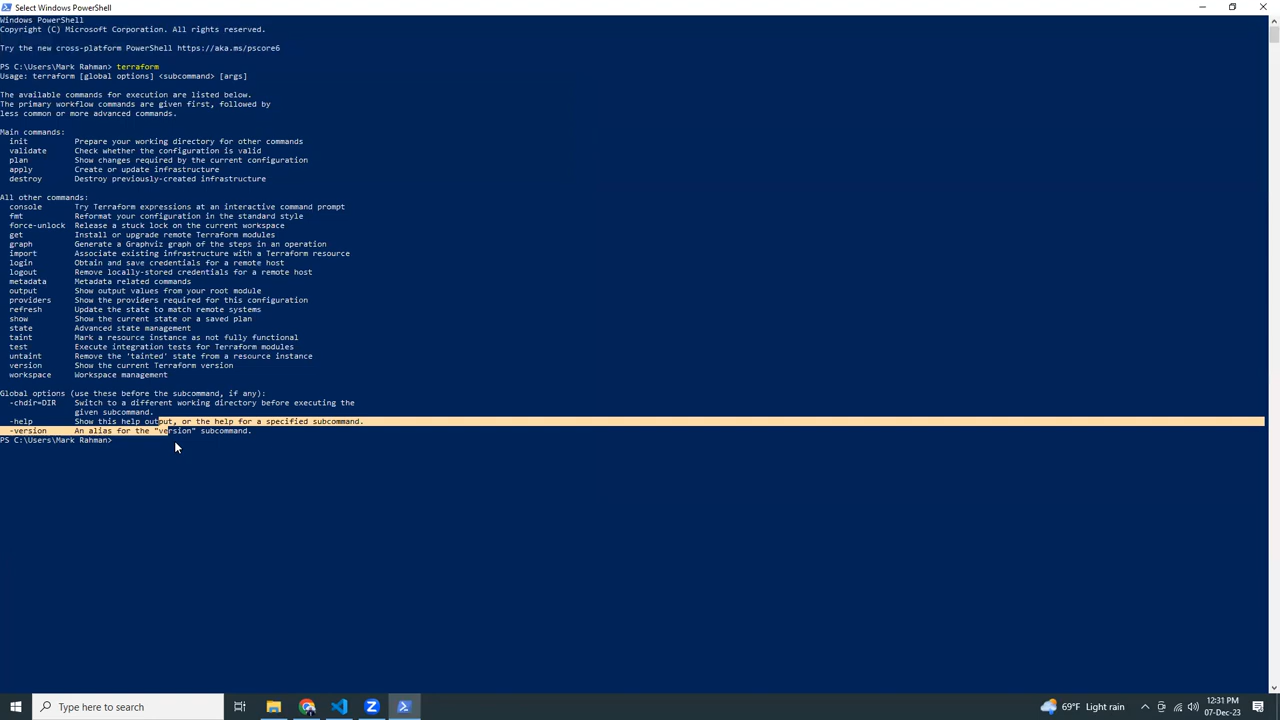 Select Windows PowerShell
Windows PowerShell
Copyright (C) Microsoft Corporation. All rights reserved.
Try the new cross-platform PowerShell https://aka.ms/pscore6
PS C:\Users\Mark Rahman> terraform
Usage: terraform [global options] <subcommand> [args]
The available commands for execution are listed below.
The primary workflow commands are given first, followed by
less common or more advanced commands.
Main commands:
init Prepare your working directory for other commands
validate Check whether the configuration is valid
plan Show changes required by the current configuration
apply Create or update infrastructure
destroy Destroy previously-created infrastructure
All other commands:
console Try Terraform expressions at an interactive command prompt
fmt Reformat your configuration in the standard style
force-unlock Release a stuck lock on the current workspace
get Install or upgrade remote Terraform modules
graph Generate a Graphviz graph of the steps in an operation
import Associate existing infrastructure with a Terraform resource
login Obtain and save credentials for a remote host
logout Remove locally-stored credentials for a remote host
metadata Metadata related commands
output Show output values from your root module
providers Show the providers required for this configuration
refresh Update the state to match remote systems
show Show the current state or a saved plan
state Advanced state management
taint Mark a resource instance as not fully functional
test Execute integration tests for Terraform modules
untaint Remove the 'tainted' state from a resource instance
version Show the current Terraform version
workspace Workspace management
Global options (use these before the subcommand, if any):
-chdir=DIR Switch to a different working directory before executing the
given subcommand.
-help Show this help output, or the help for a specified subcommand.
-version An alias for the "version" subcommand.
PS C:\Users\Mark Rahman>
Type here to search
69°F Light rain
12:31 PM
07-Dec-23